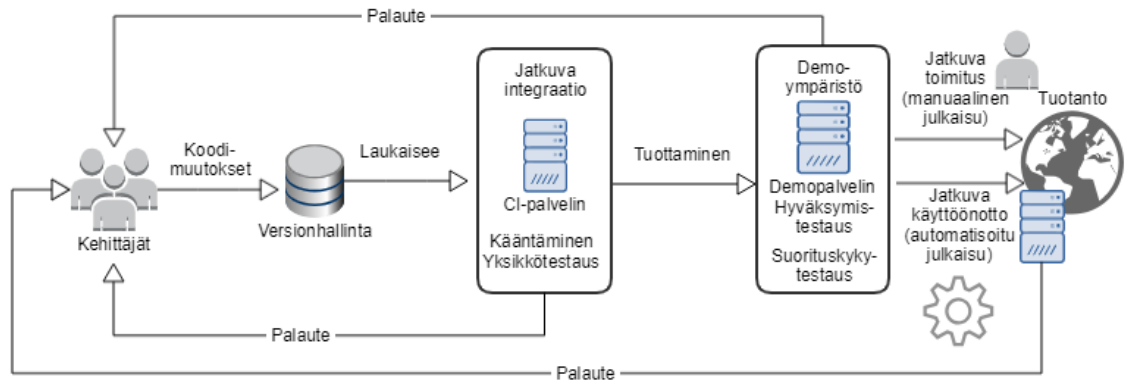 Palaute
Jatkuva
integraatio
Demo-
ympäristö
Jatkuva
toimitus
(manuaalinen
julkaisu)
Tuotanto
Koodi-
muutokset
Laukaisee
Tuottaminen
Kehittäjät
Versionhallinta
CI-palvelin
Kääntäminen
Yksikkötestaus
Demopalvelin
Hyväksymis-
testaus
Suorituskyky-
testaus
Jatkuva
käyttöönotto
(automatisoitu
julkaisu)
Palaute
Palaute